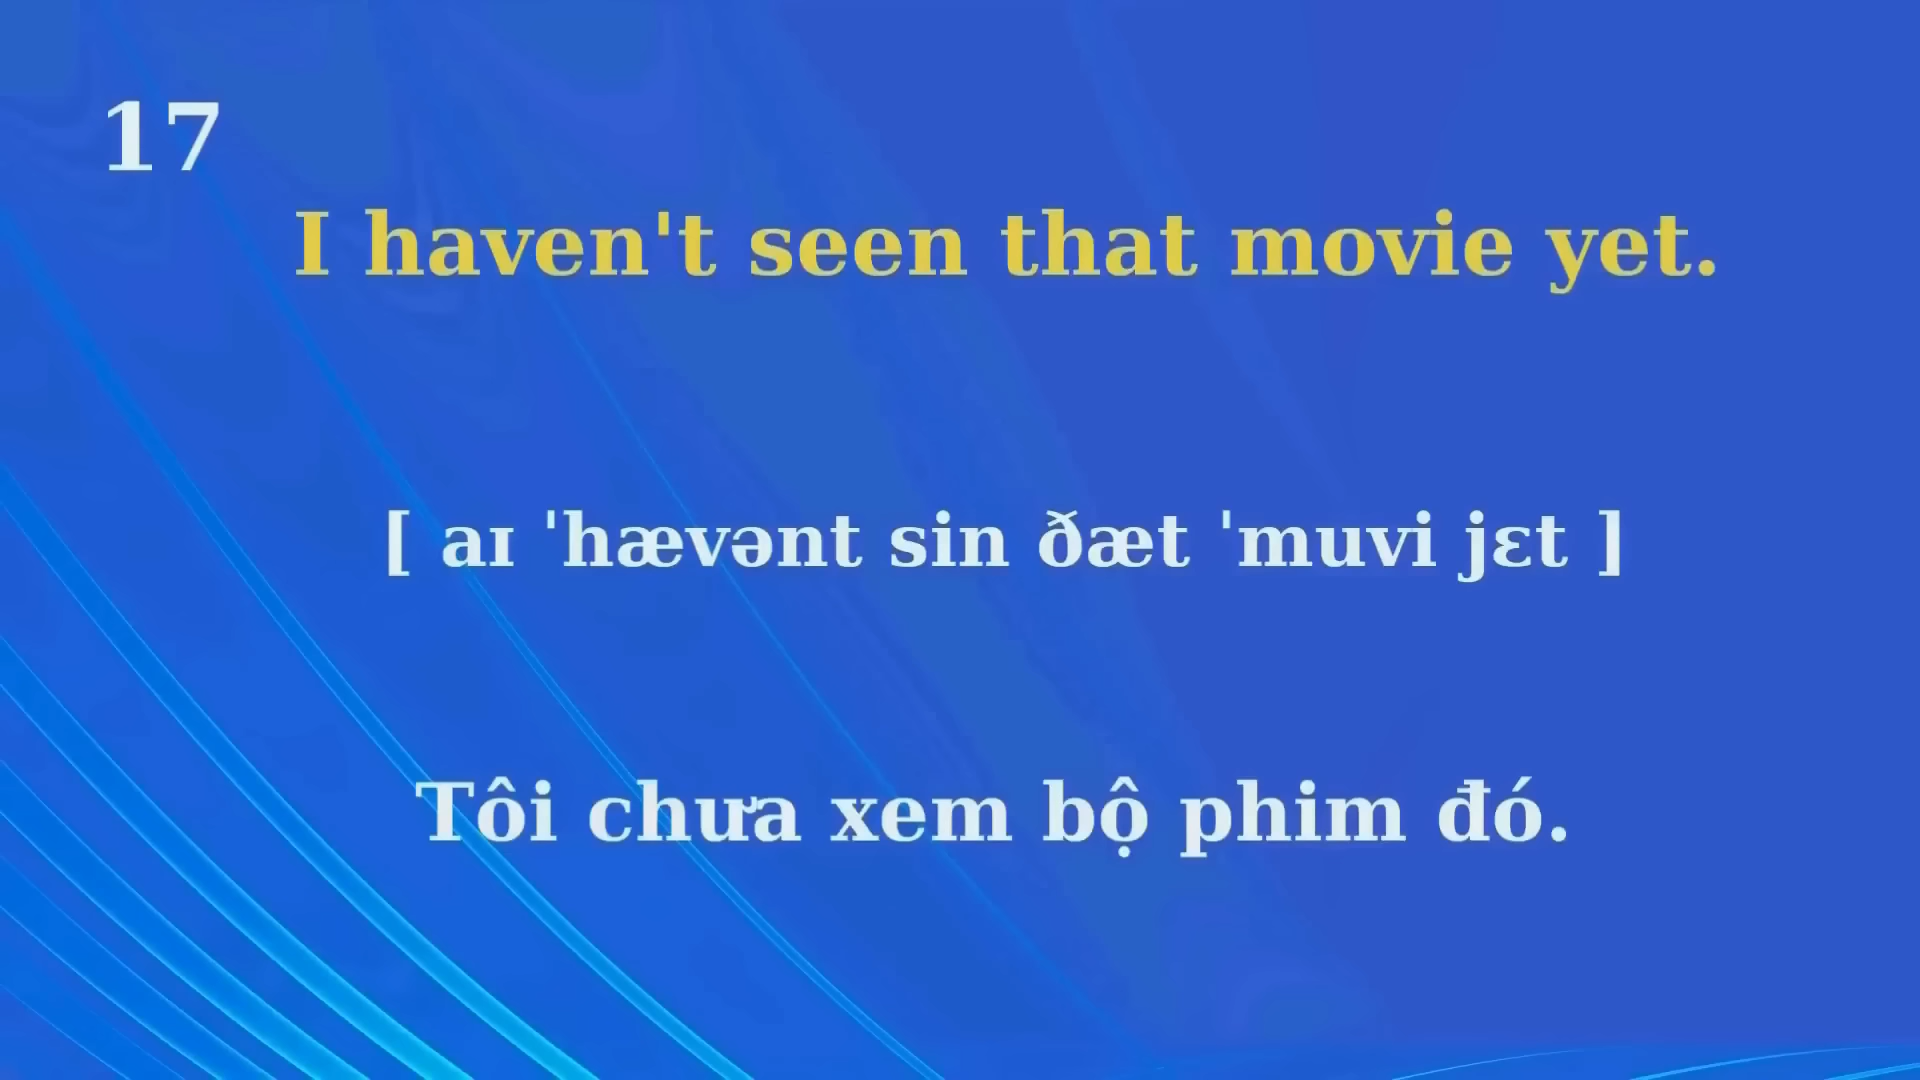 17
I haven't seen that movie yet.
[ aɪ ˈhævənt sin ðæt ˈmuvi jɛt ]
Tôi chưa xem bộ phim đó.